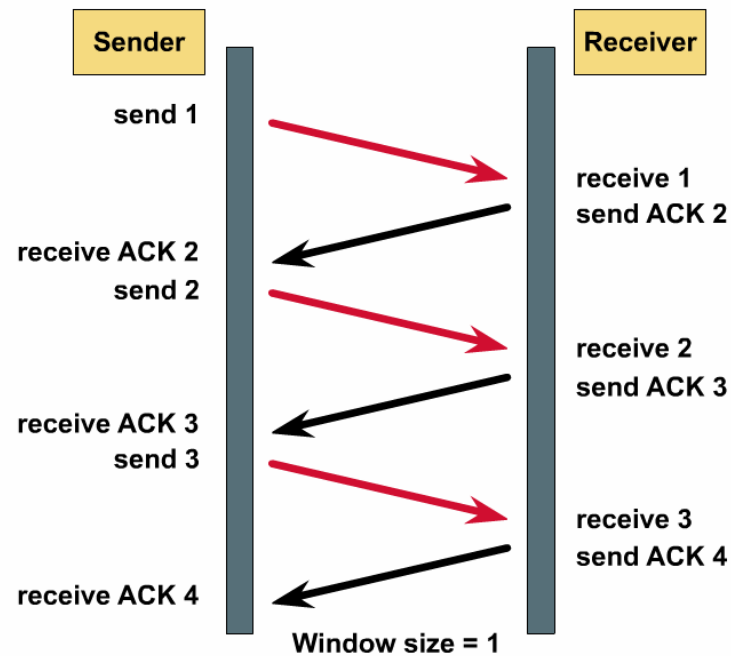 Sender
Receiver
send 1
receive 1
send ACK 2
receive ACK 2
send 2
receive 2
send ACK 3
receive ACK 3
send 3
receive 3
send ACK 4
receive ACK 4
Window size = 1